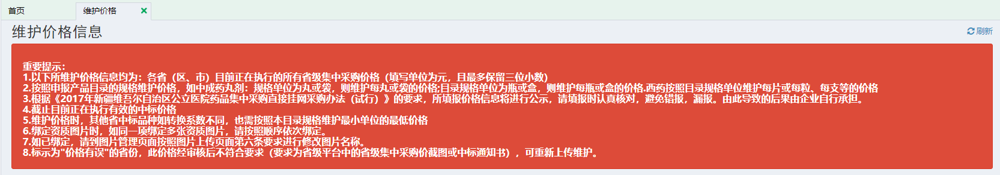 首页
维护价格
维护价格信息
刷新
重要提示：
1.以下所维护价格信息均为：各省（区、市）目前正在执行的所有省级集中采购价格（填写单位为元，且最多保留三位小数）
2.按照申报产品目录的规格维护价格，如中成药丸剂：规格单位为丸或袋，则维护每丸或袋的价格;目录规格单位为瓶或盒，则维护每瓶或盒的价格.西药按照目录规格单位维护每片或每粒、每支等的价格
3.根据《2017年新疆维吾尔自治区公立医院药品集中采购直接挂网采购办法（试行）》的要求，所填报价格信息将进行公示，请填报时认真核对，避免错报，漏报。由此导致的后果由企业自行承担。
4.截止目前正在执行有效的中标价格
5.维护价格时，其他省中标品种如转换系数不同，也需按照本目录规格维护最小单位的最低价格
6.绑定资质图片时，如同一项绑定多张资质图片，请按照顺序依次绑定。
7.如已绑定，请到图片管理页面按照图片上传页面第六条要求进行修改图片名称。
8.标示为"价格有误"的省份，此价格经审核后不符合要求（要求为省级平台中的省级集中采购价截图或中标通知书），可重新上传维护。